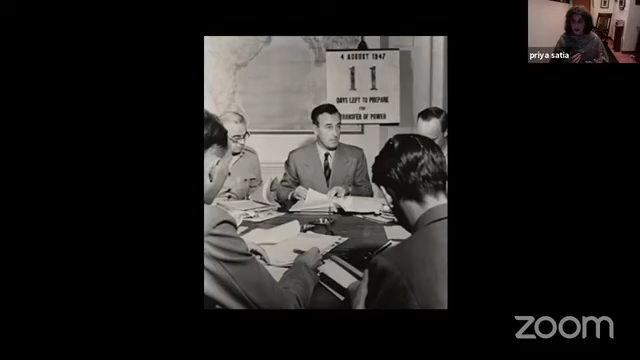 priya satia
4 AUGUST 1947
11
DAYS LEFT TO PREPARE
FOR
TRANSFER OF POWER
zoom